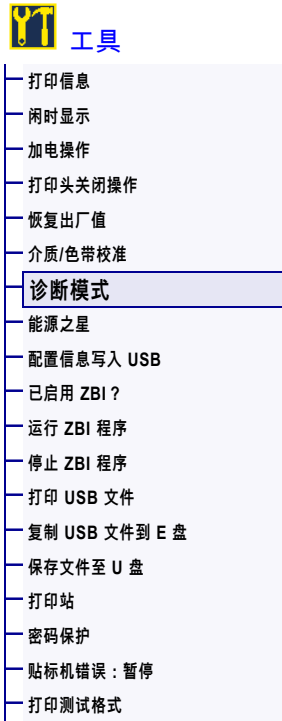 工具
打印信息
闲时显示
加电操作
打印头关闭操作
恢复出厂值
介质/色带校准
诊断模式
能源之星
配置信息写入 USB
已启用 ZBI？
运行 ZBI 程序
停止 ZBI 程序
打印 USB 文件
复制 USB 文件到 E 盘
保存文件至 U 盘
打印站
密码保护
贴标机错误：暂停
打印测试格式